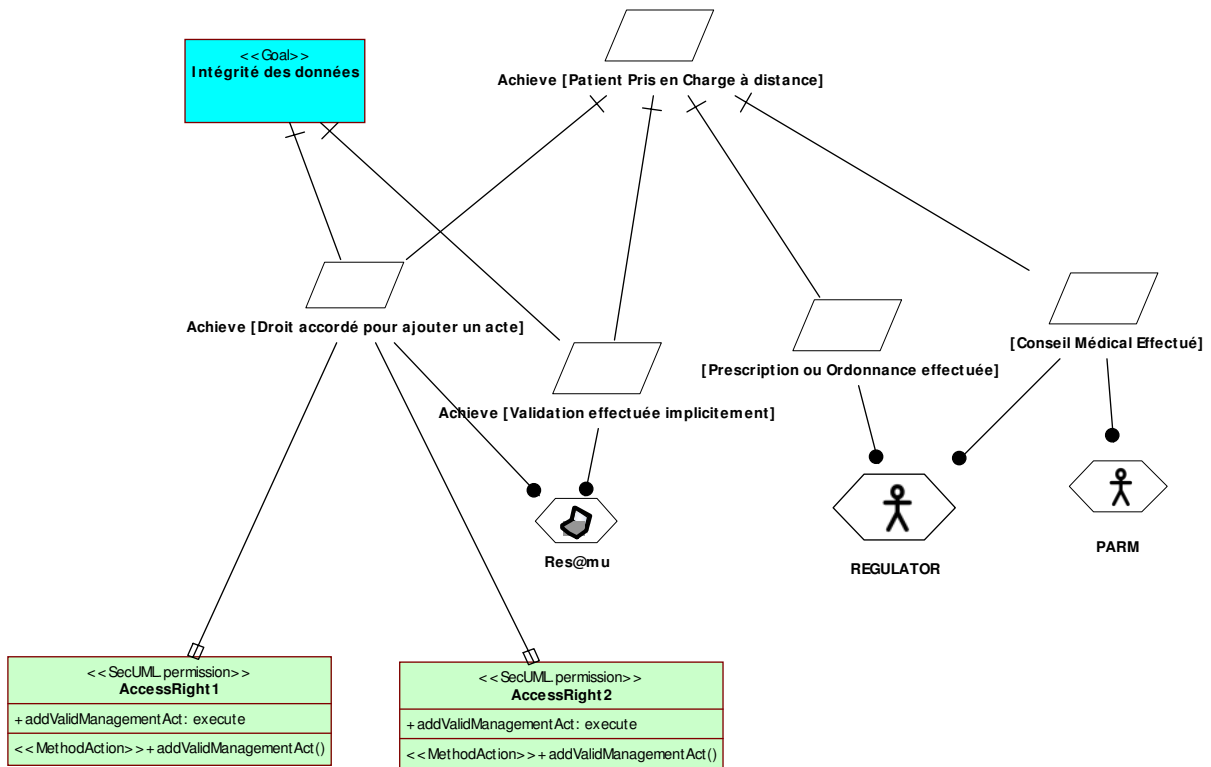 <<Goal>>
Intégrité des données
Achieve [Patient Pris en Charge à distance]
Achieve [Droit accordé pour ajouter un acte]
[Conseil Médical Effectué]
[Prescription ou Ordonnance effectuée]
Achieve [Validation effectuée implicitement]
Res@mu
REGULATOR
PARM
<<SecUML.permission>>
AccessRight1
+addValidManagementAct: execute
<<MethodAction>>+addValidManagementAct()
<<SecUML.permission>>
AccessRight2
+addValidManagementAct: execute
<<MethodAction>>+addValidManagementAct()